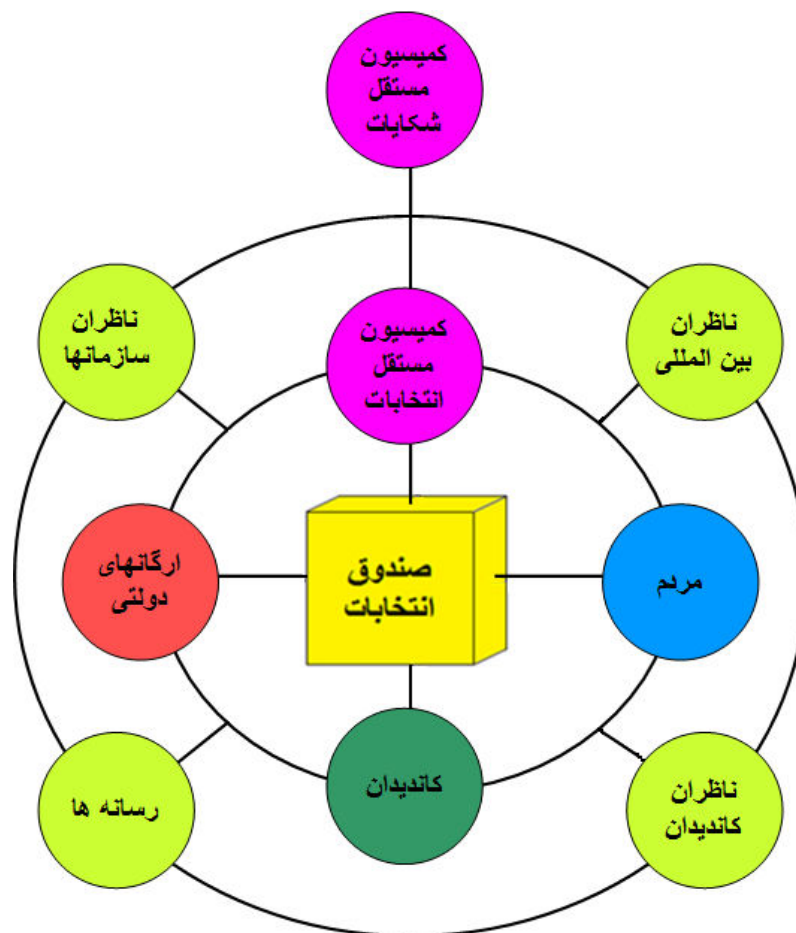 کمیسیون
مستقل
شکایات
ناظران
بین المللی
ناظران
سازمانها
کمیسیون
مستقل
انتخابات
مردم
صندوق
انتخابات
ارگانهای
دولتی
ناظران
کاندیدان
کاندیدان
رسانه ها